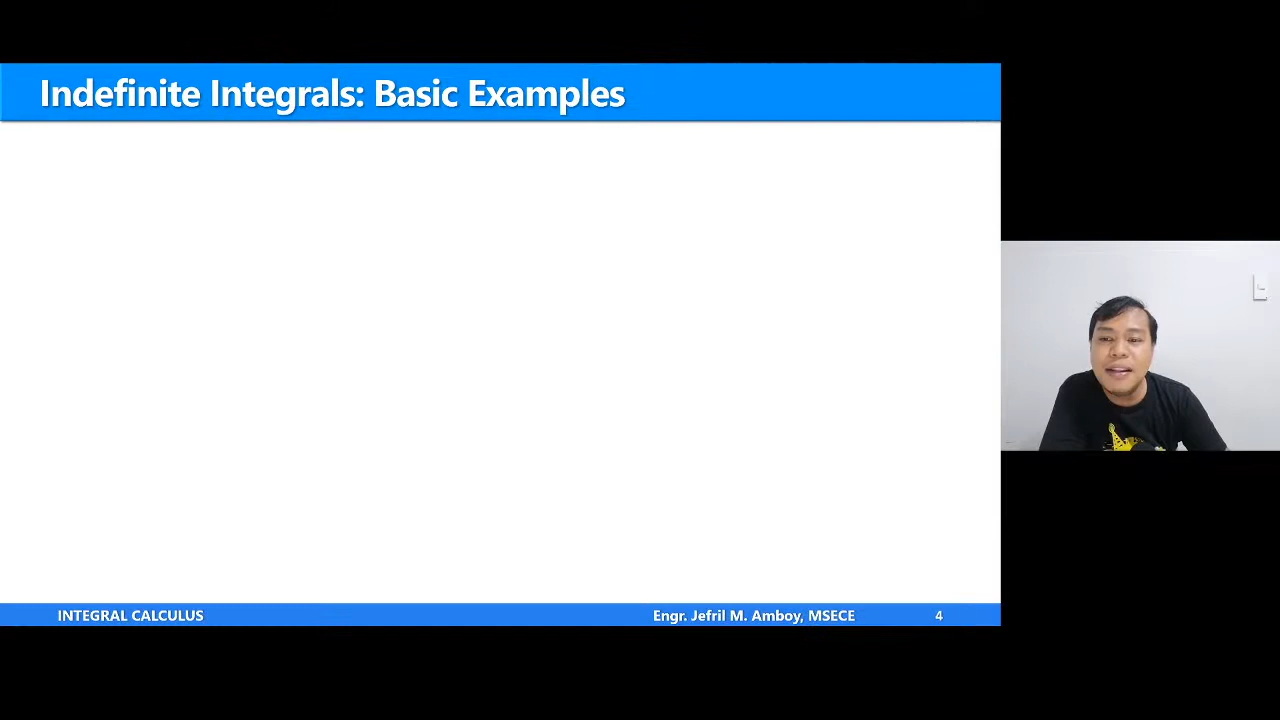 Indefinite Integrals: Basic Examples
INTEGRAL CALCULUS
Engr. Jefril M. Amboy, MSECE
4